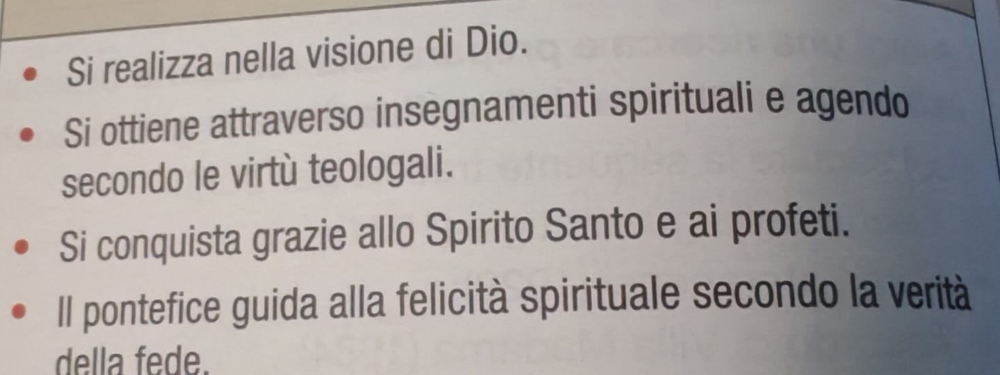 • Si realizza nella visione di Dio.
• Si ottiene attraverso insegnamenti spirituali e agendo
secondo le virtù teologali.
• Si conquista grazie allo Spirito Santo e ai profeti.
• Il pontefice guida alla felicità spirituale secondo la verità
della fede.